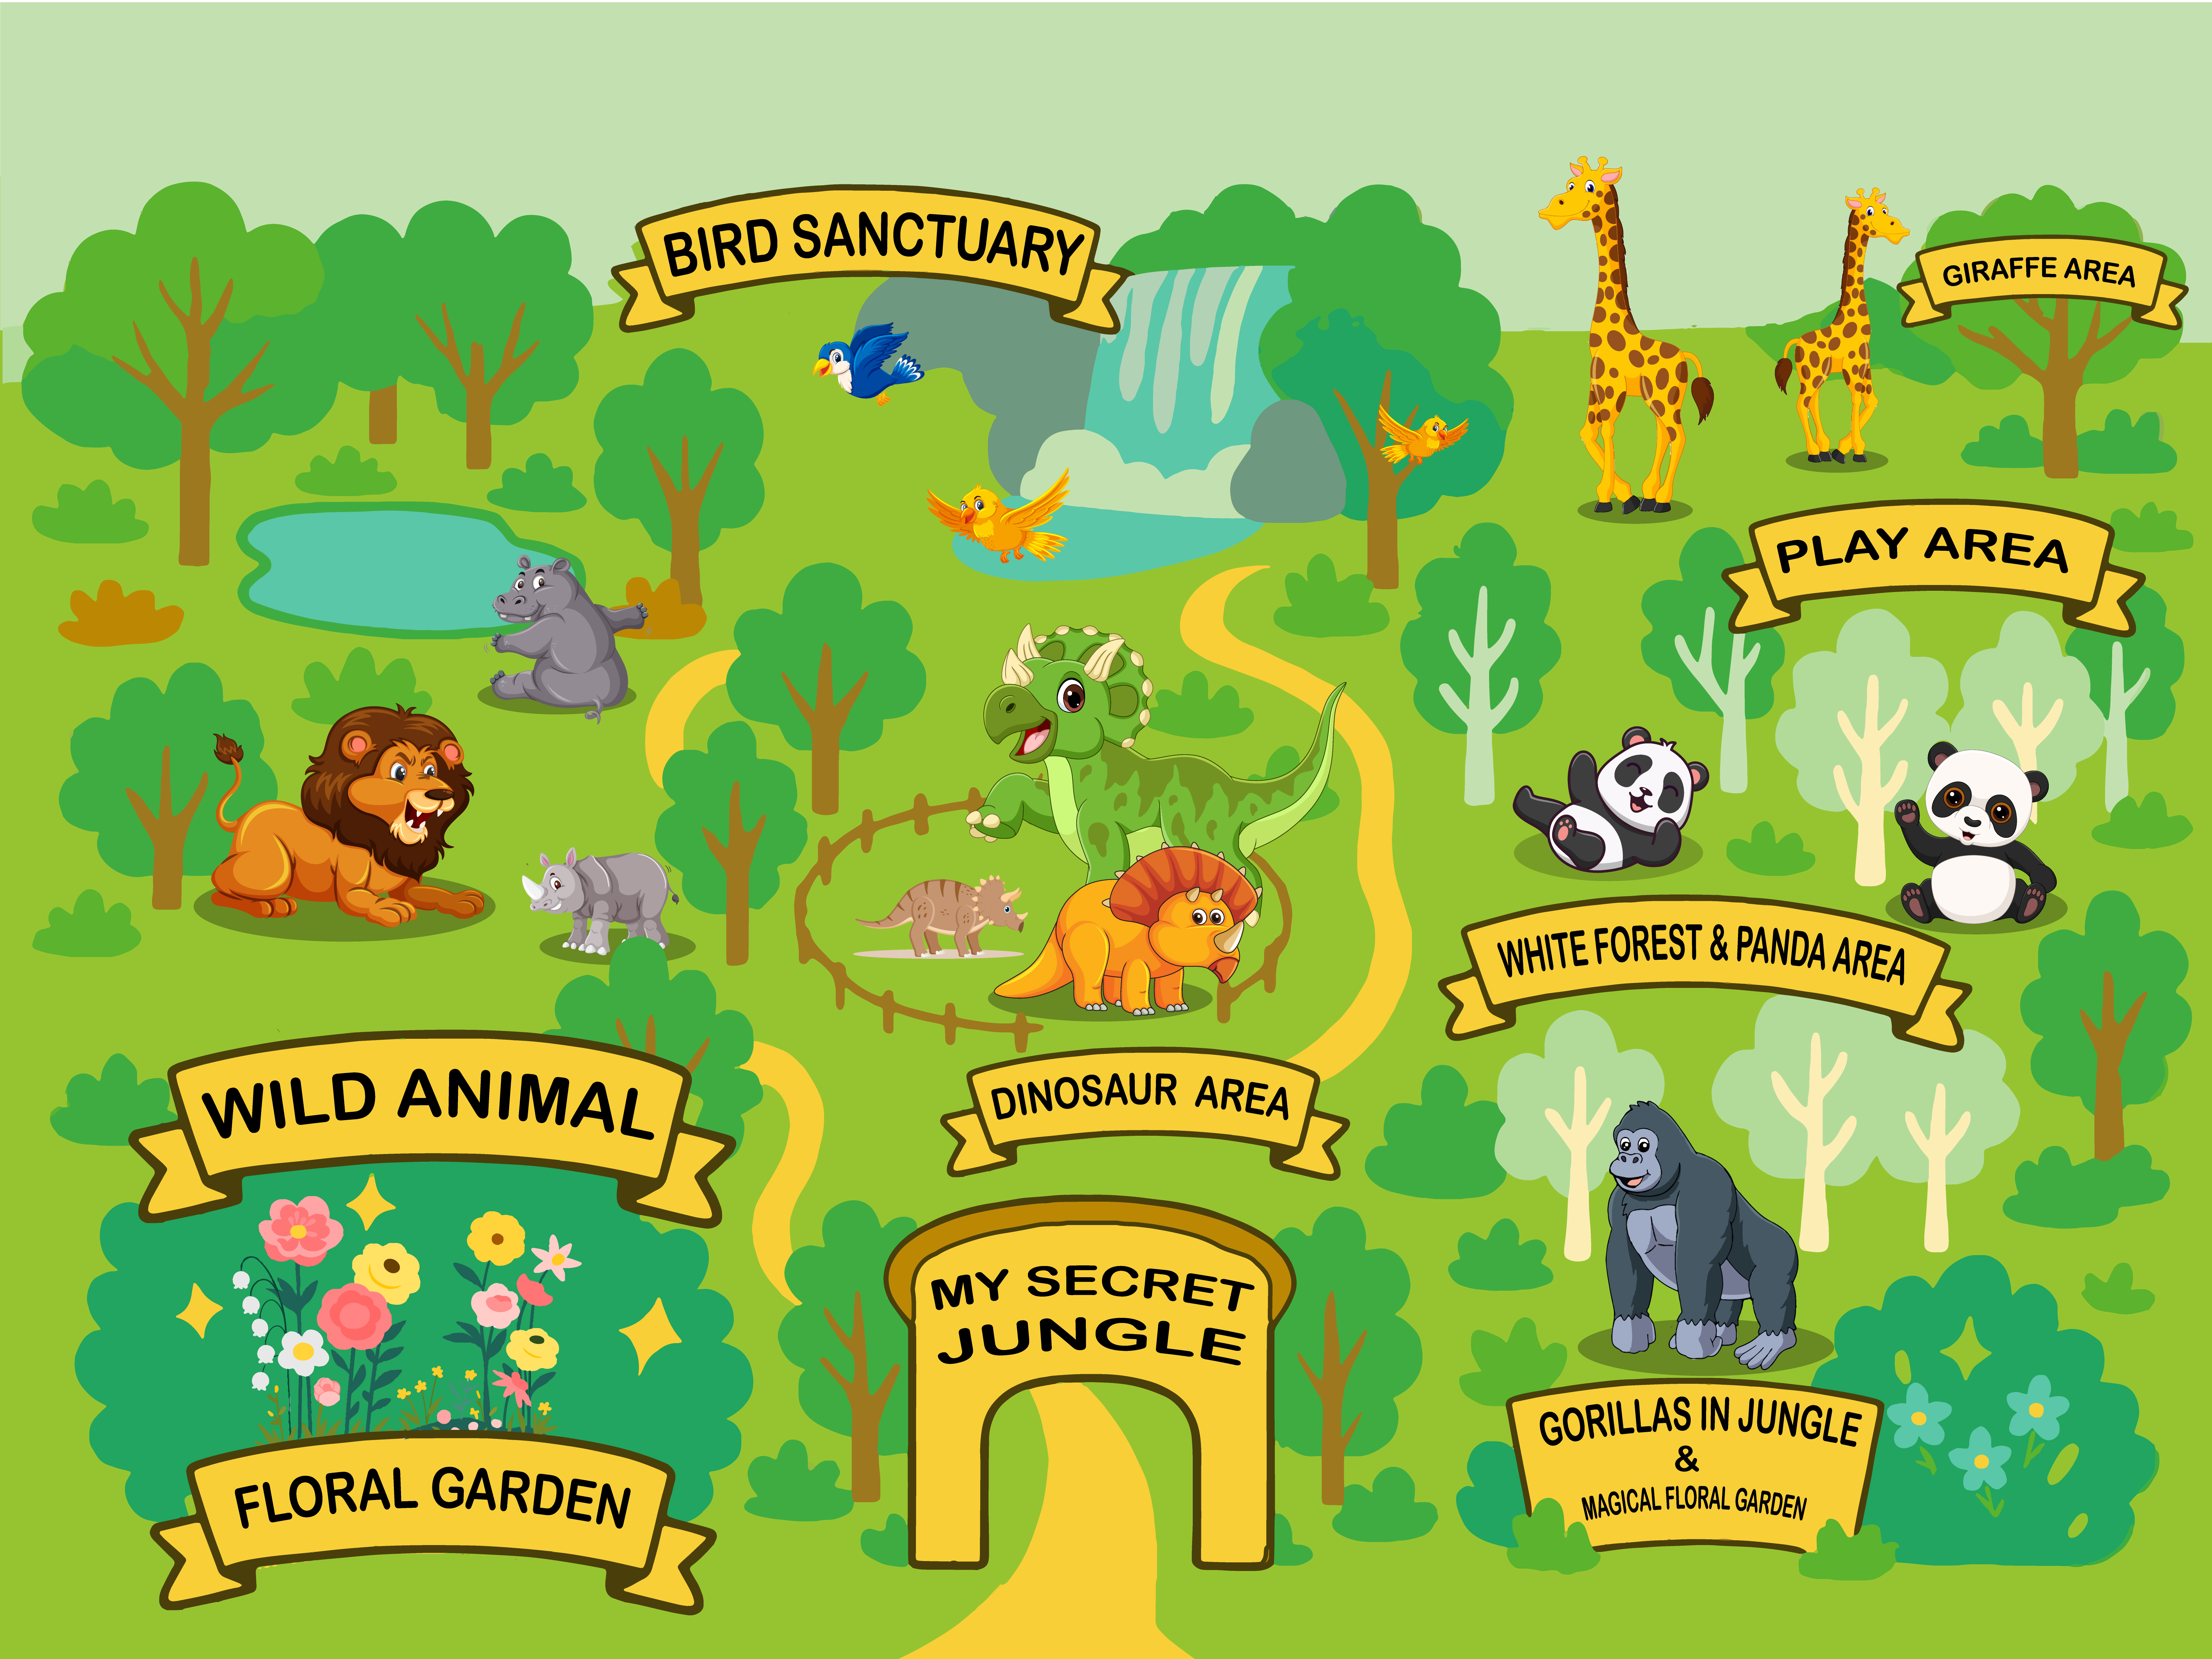 BIRD SANCTUARY
GIRAFFE AREA
PLAY AREA
WHITE FOREST & PANDA AREA
WILD ANIMAL
DINOSAUR AREA
MY SECRET
JUNGLE
FLORAL GARDEN
GORILLAS IN JUNGLE
&
MAGICAL FLORAL GARDEN